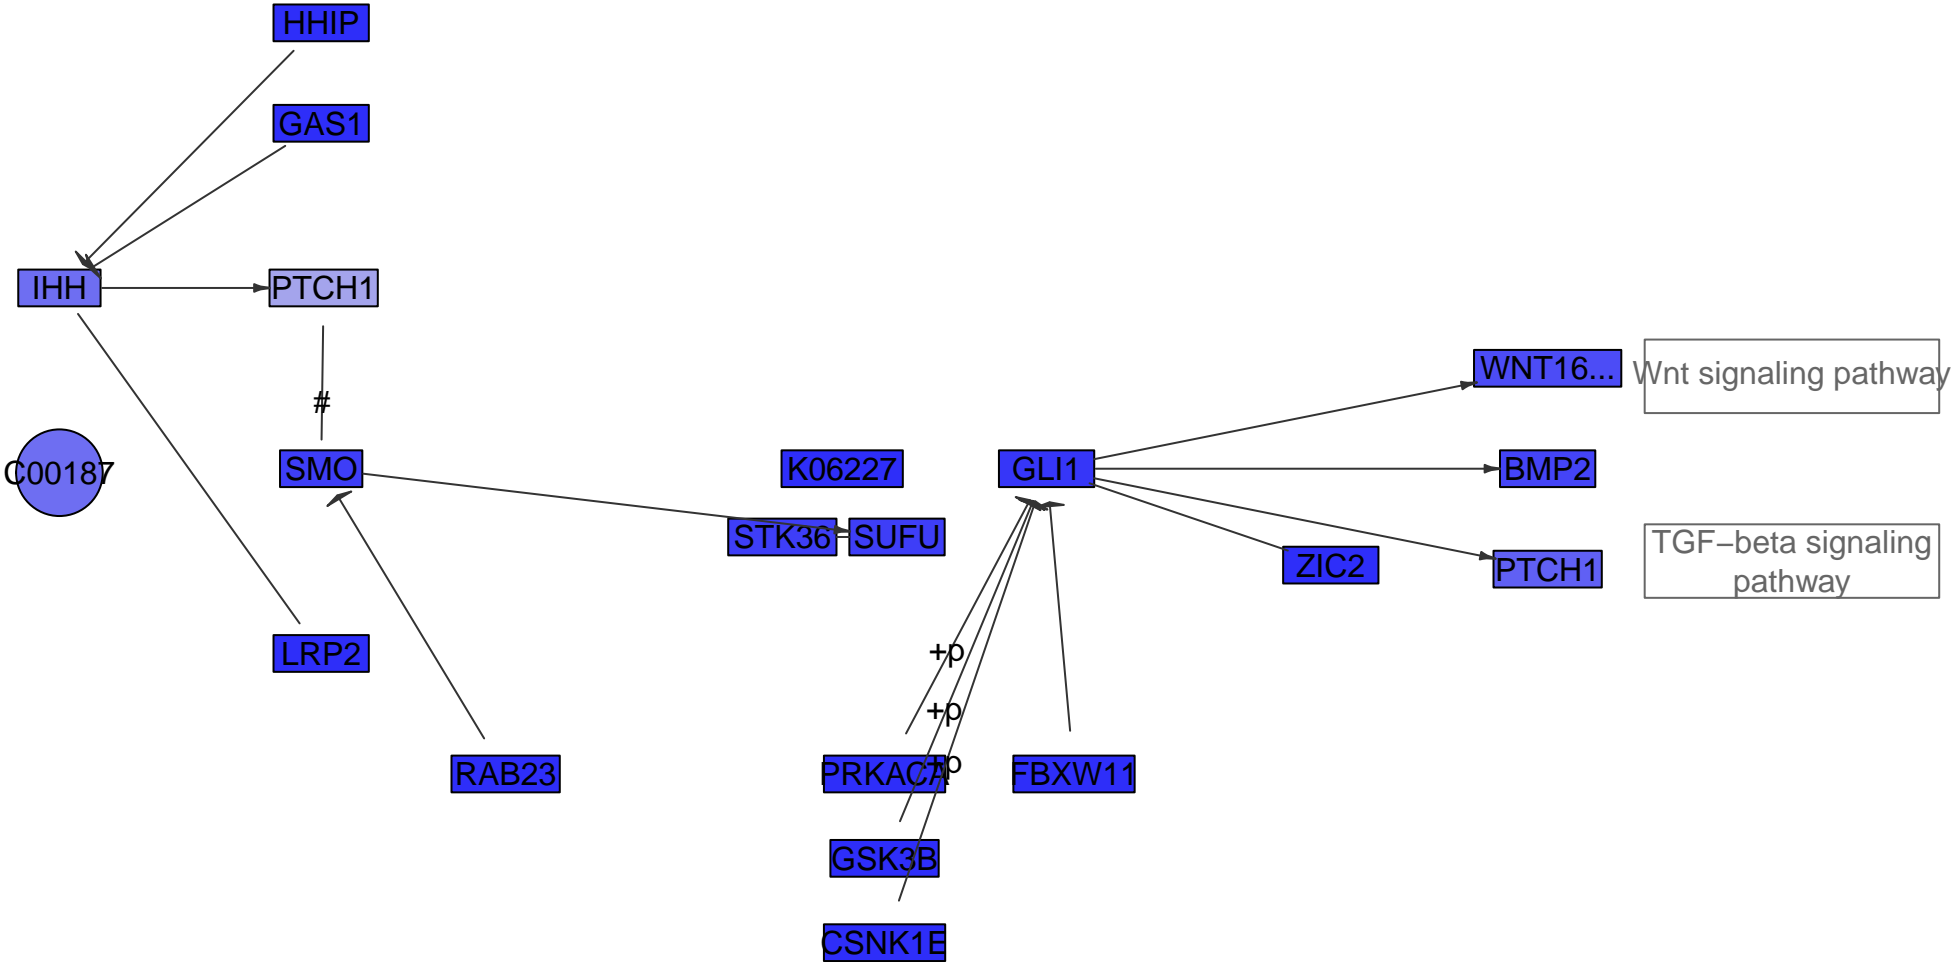 HHIP
GAS1
IHH
PTCH1
WNT16...
Wnt signaling pathway
#
C00187
SMO
K06227
GLI1
BMP2
STK36
SUFU
TGF−beta signaling
pathway
ZIC2
PTCH1
LRP2
+p
+p
+p
RAB23
PRKACA
FBXW11
GSK3B
CSNK1E